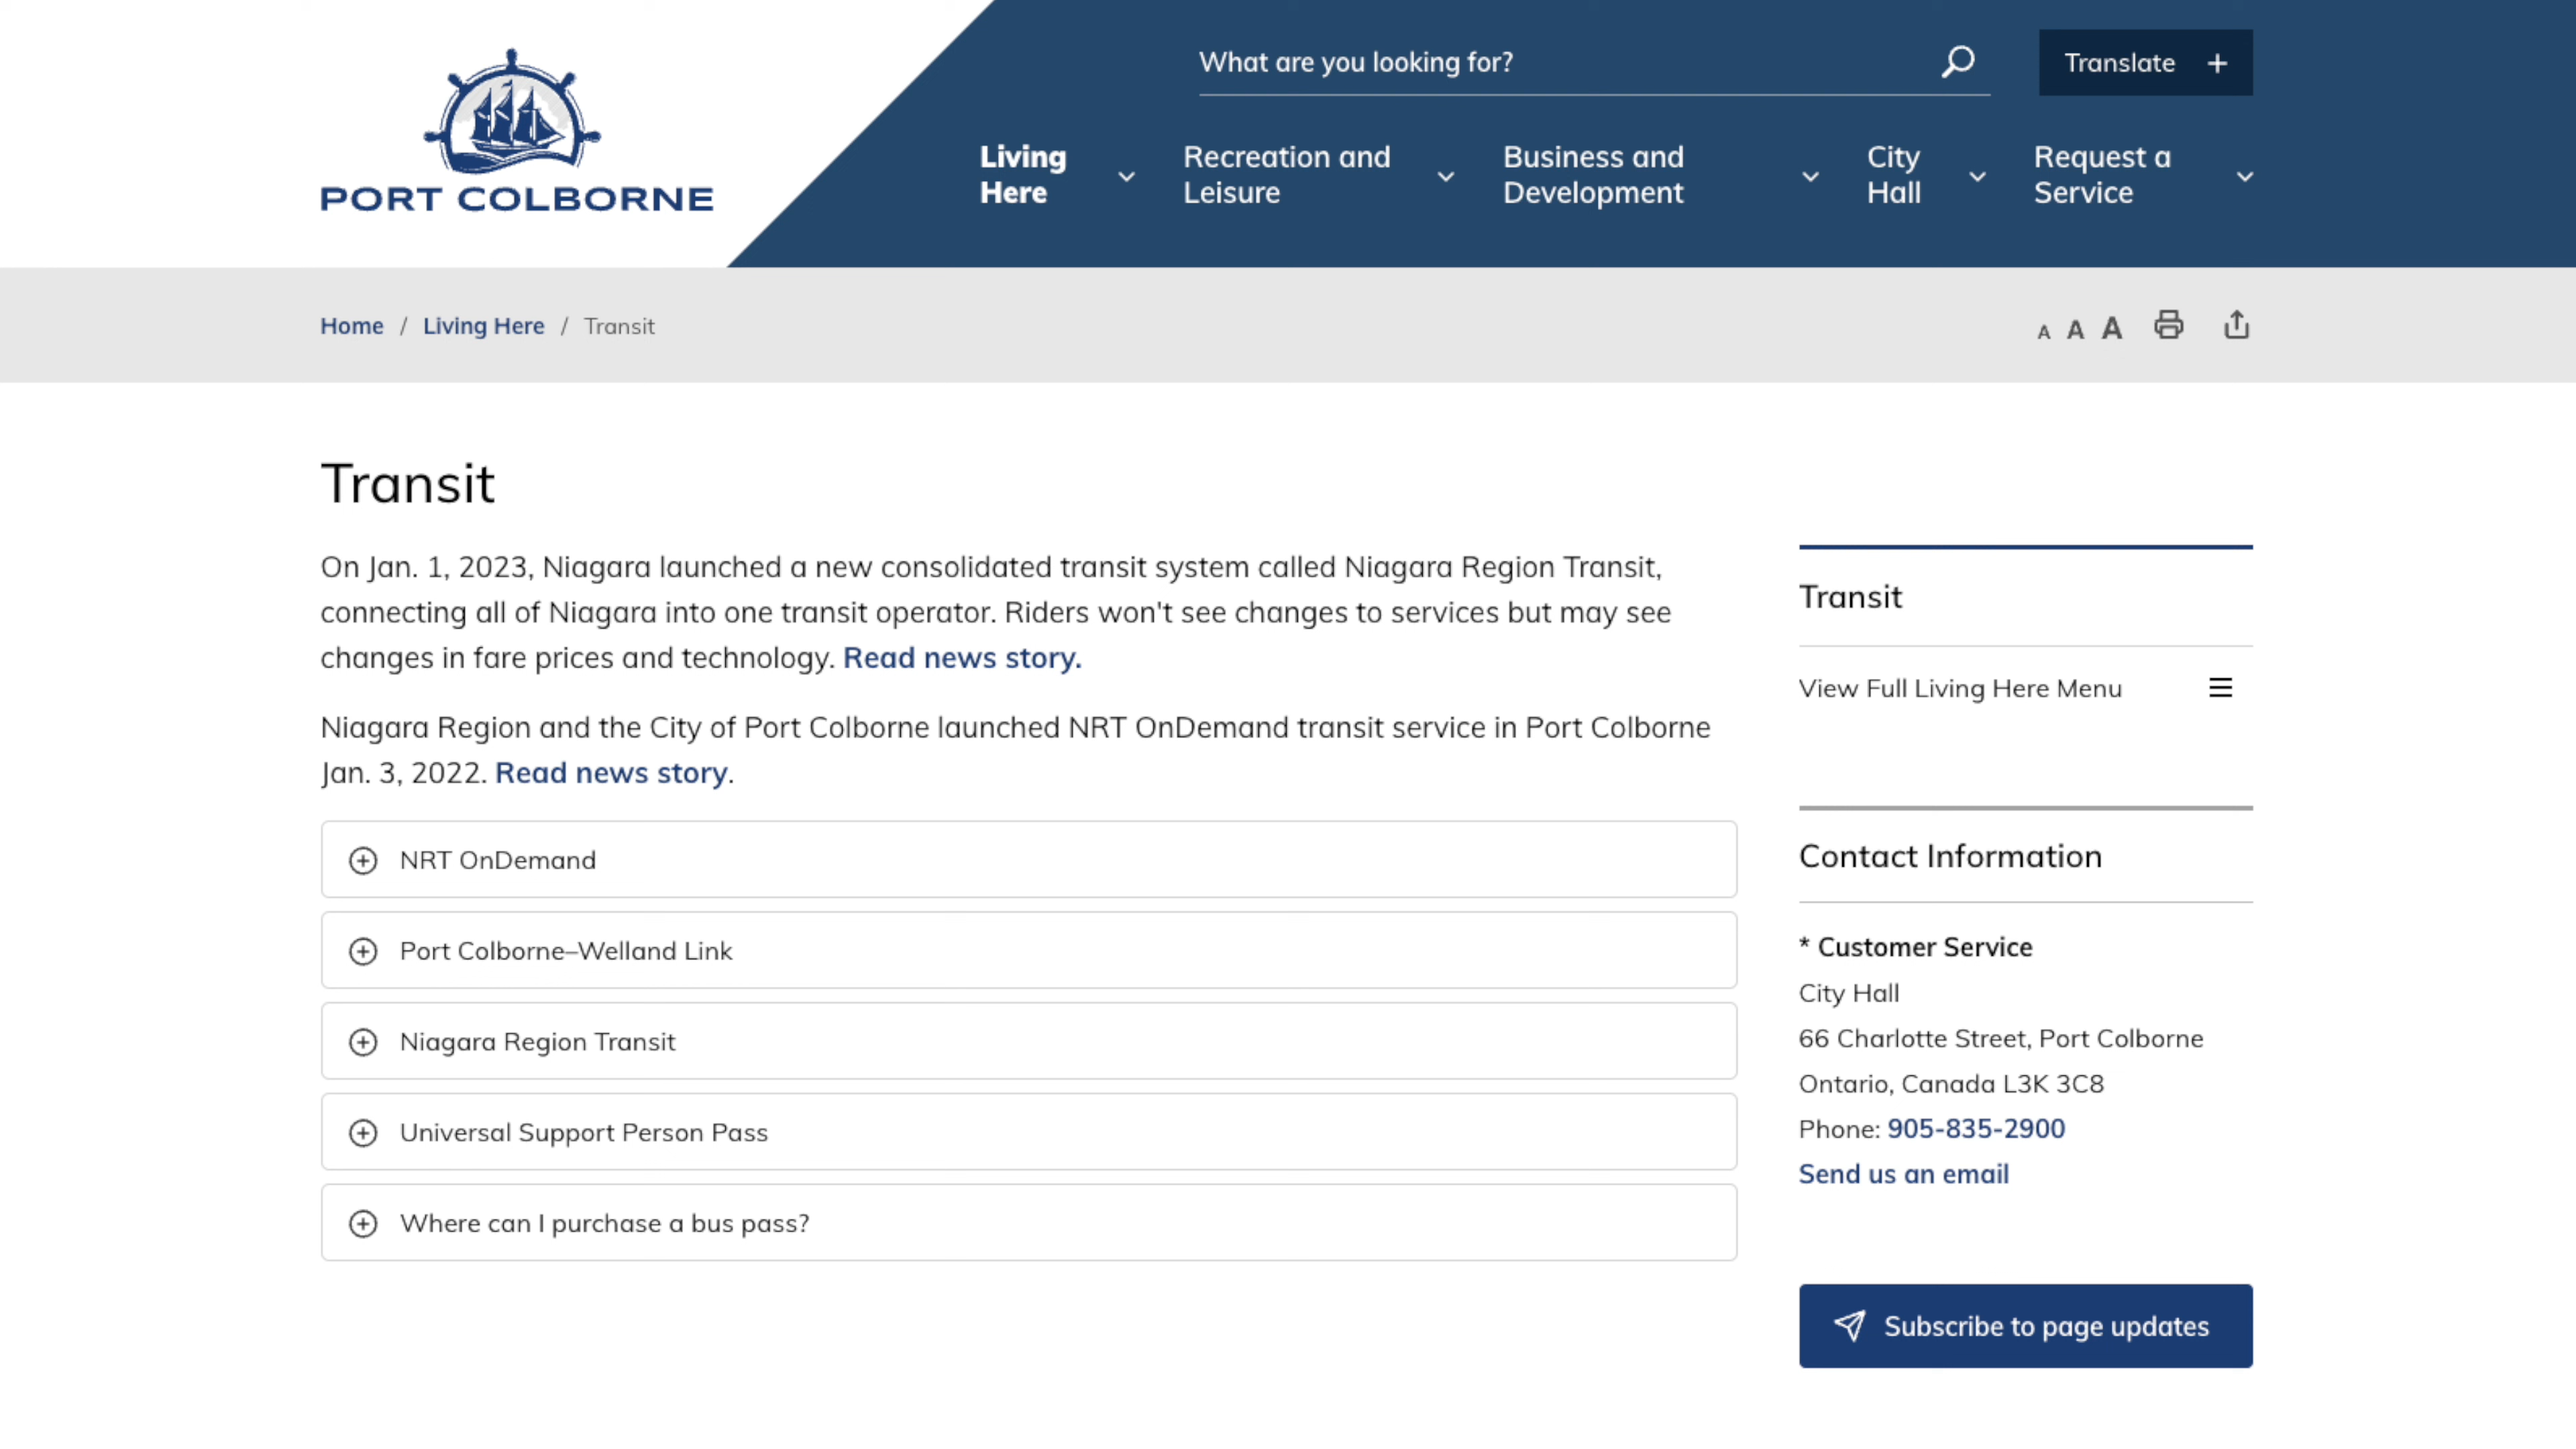 PORT COLBORNE
What are you looking for?
Translate +
Living Here
Recreation and Leisure
Business and Development
City Hall
Request a Service
Home / Living Here / Transit
A A A
Transit
On Jan. 1, 2023, Niagara launched a new consolidated transit system called Niagara Region Transit,
connecting all of Niagara into one transit operator. Riders won't see changes to services but may see
changes in fare prices and technology. Read news story.
Niagara Region and the City of Port Colborne launched NRT OnDemand transit service in Port Colborne
Jan. 3, 2022. Read news story.
NRT OnDemand
Port Colborne–Welland Link
Niagara Region Transit
Universal Support Person Pass
Where can I purchase a bus pass?
Transit
View Full Living Here Menu
Contact Information
* Customer Service
City Hall
66 Charlotte Street, Port Colborne
Ontario, Canada L3K 3C8
Phone: 905-835-2900
Send us an email
Subscribe to page updates